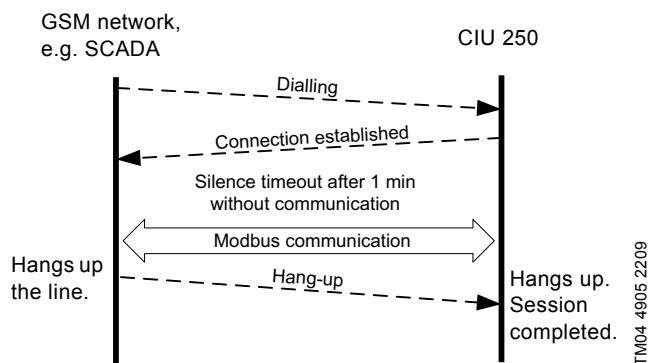 GSM network,
e.g. SCADA
CIU 250
Dialling
Connection established
Silence timeout after 1 min
without communication
Modbus communication
Hangs up
the line.
Hang-up
Hangs up.
Session
completed.
TM04 4905 2209